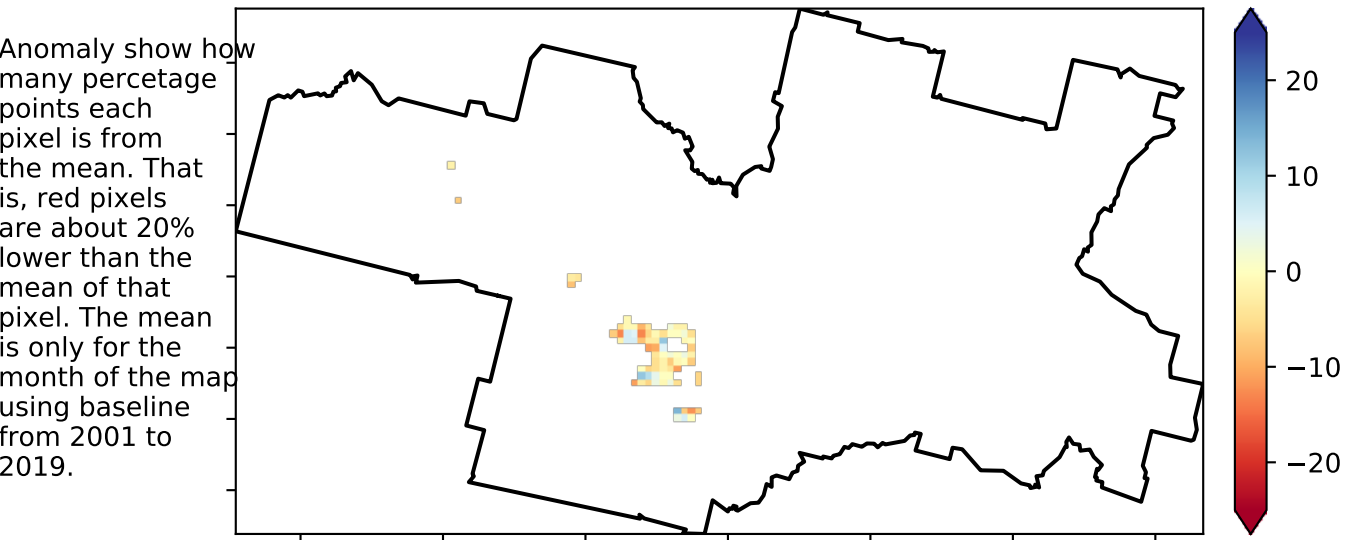 Anomaly show how
many percetage
points each
pixel is from
the mean. That
is, red pixels
are about 20%
lower than the
mean of that
pixel. The mean
is only for the
month of the map
using baseline
from 2001 to
2019.
20
10
0
−10
−20